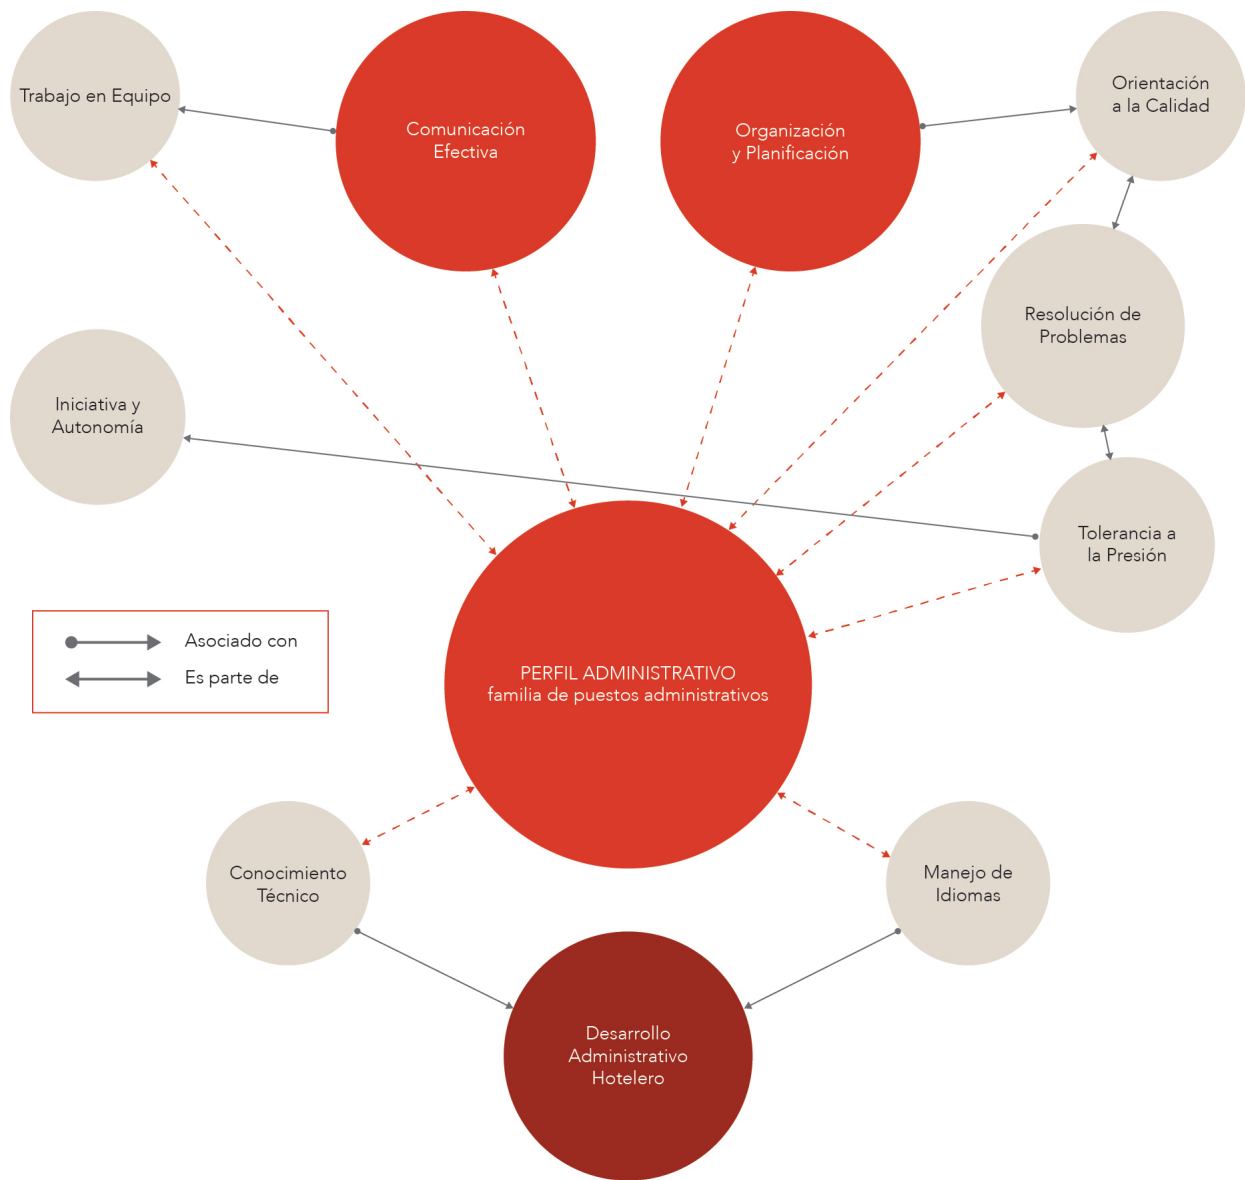 Trabajo en Equipo
Comunicación
Efectiva
Organización
y Planificación
Orientación
a la Calidad
Resolución de
Problemas
Iniciativa y
Autonomía
Tolerancia a
la Presión
Asociado con
Es parte de
PERFIL ADMINISTRATIVO
familia de puestos administrativos
Conocimiento
Técnico
Manejo de
Idiomas
Desarrollo
Administrativo
Hotelero